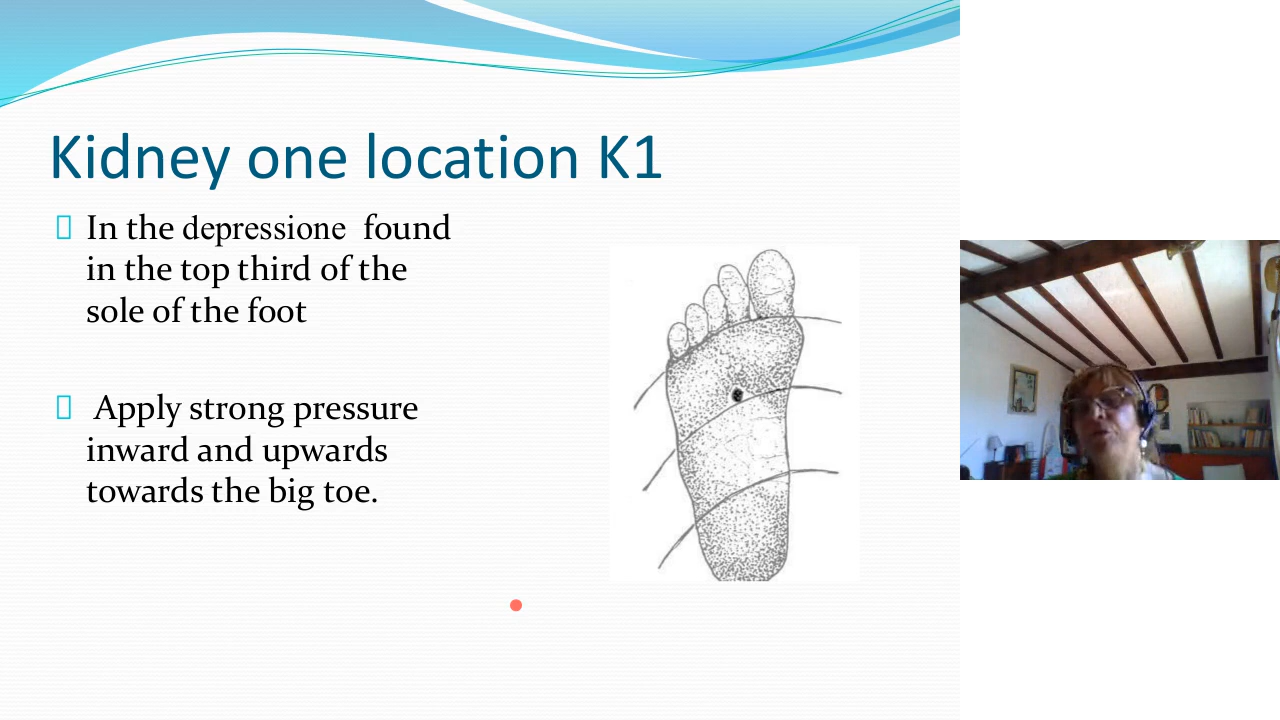 Kidney one location K1
In the depressione found
in the top third of the
sole of the foot
Apply strong pressure
inward and upwards
towards the big toe.